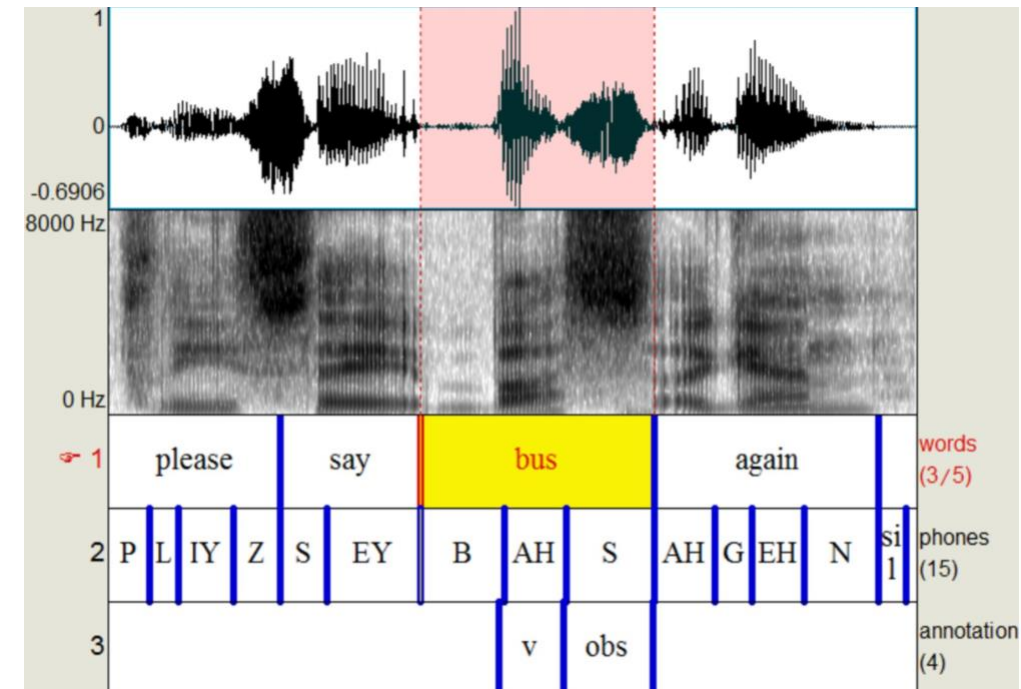 1
0
-0.6906
8000 Hz
0 Hz
☞ 1 please say bus again words (3/5)
2 P L IY Z S EY B AH S AH G EH N sil phones (15)
3 v obs annotation (4)